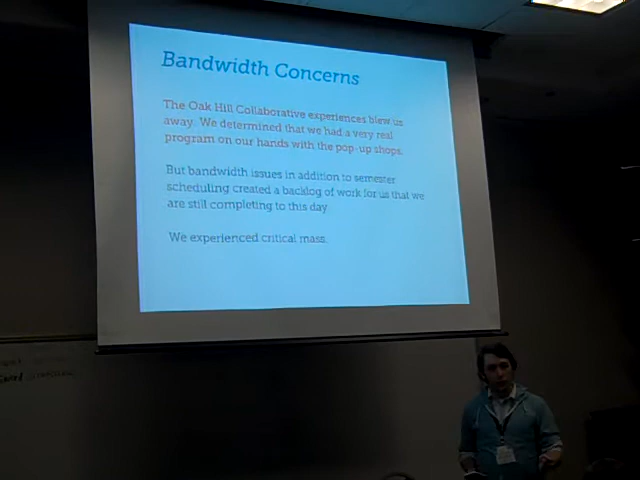 Bandwidth Concerns
The Oak Hill Collaborative experiences blew us
away. We determined that we had a very real
program on our hands with the pop-up shops.
But bandwidth issues in addition to semester
scheduling created a backlog of work for us that we
are still completing to this day.
We experienced critical mass.